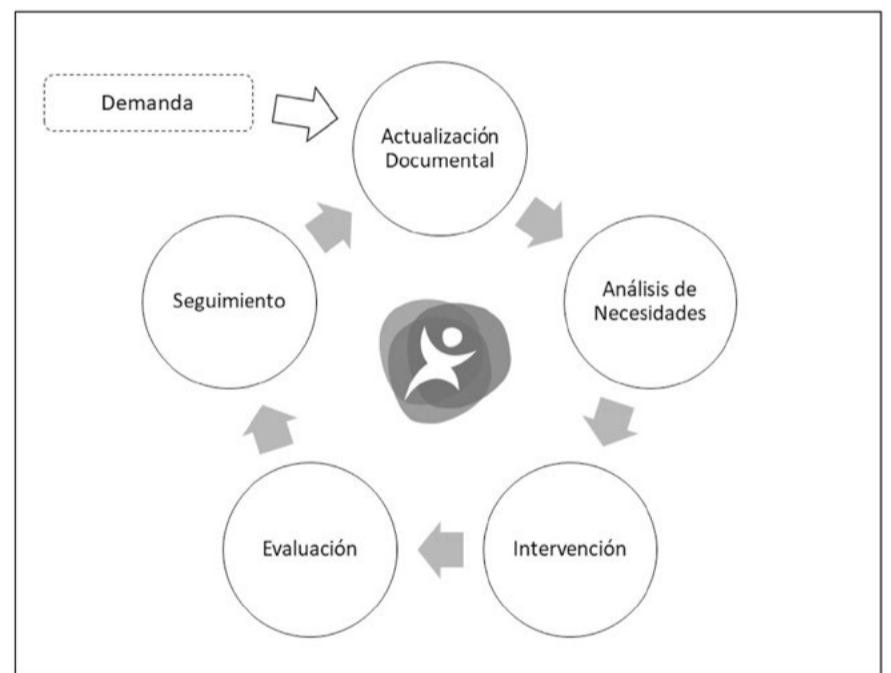 Demanda
Actualización
Documental
Análisis de
Necesidades
Intervención
Evaluación
Seguimiento